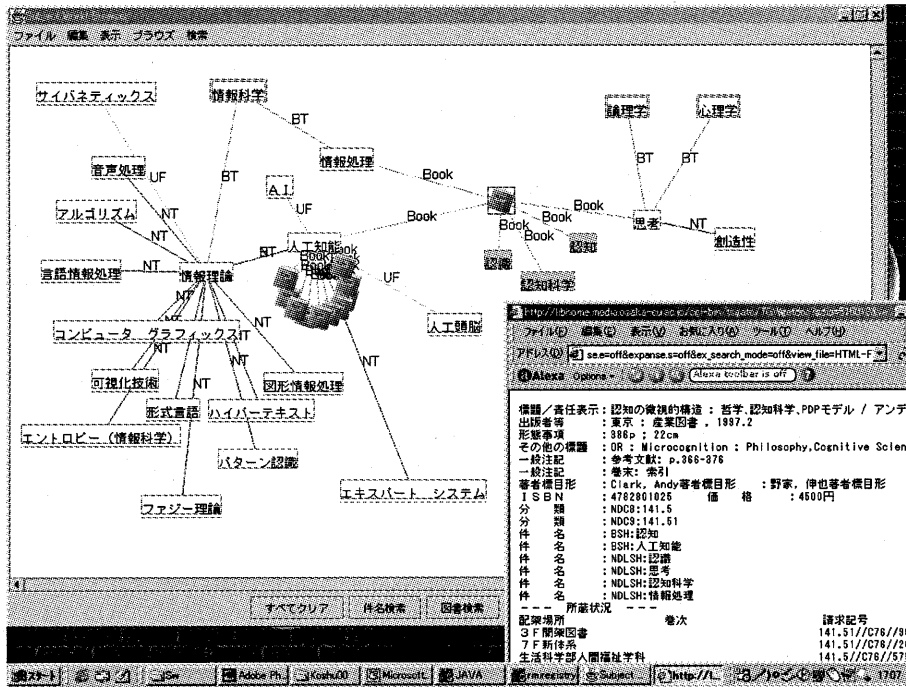 ファイル 編集 表示 ブラウズ 検索
サイバネティックス
情報科学
論理学
心理学
BT
BT
BT
音声処理
UF
BT
情報処理
Book
AI
UF
アルゴリズム
NT
Book
Book
Book
Book
Book
思考
NT
創造性
認知
認識
認知科学
言語情報処理
NT
情報理論
人工知能
UF
人工頭脳
コンピュータ グラフィックス
NT
NT
NT
可視化技術
NT
図形情報処理
NT
形式言語
ハイパーテキスト
エントロピー (情報科学)
パターン認識
エキスパート システム
ファジー理論
すべてクリア 件名検索 図書検索
ファイル(F) 編集(E) 表示(V) お気に入り(A) ツール(T) ヘルプ(H)
アドレス(D) se.e=off&expanse.s=off&ex_search_mode=off&view_file=HTML-F
Alexa Options Alexa toolbar is off
標題/責任表示:認知の微視的構造 : 哲学、認知科学、PDPモデル / アンデ
出版者等 :東京 : 産業図書 , 1997.2
形態事項 :386p ; 22cm
その他の標題 :OR : Microcognition : Philosophy,Cognitive Scien
一般注記 :参考文献: p.366-376
一般注記 :巻末: 索引
著者標目形 :Clark, Andy著者標目形 :野家, 伸也著者標目形
ISBN :4782801025 価 格 :4500円
分 類 :NDC8:141.5
分 類 :NDC9:141.51
件 名 :BSH:認知
件 名 :BSH:人工知能
件 名 :NDLSH:認識
件 名 :NDLSH:思考
件 名 :NDLSH:認知科学
件 名 :NDLSH:情報処理
--- 所蔵状況 ---
配架場所 巻次 請求記号
3F開架図書 141.51//C76//
7F新体系 141.51//C76//
生活科学部人間福祉学科 141.5//C76//
スタート Adobe Ph... Koshu00 Microsoft... JAVA rmiregistry Subject http://l... 1707